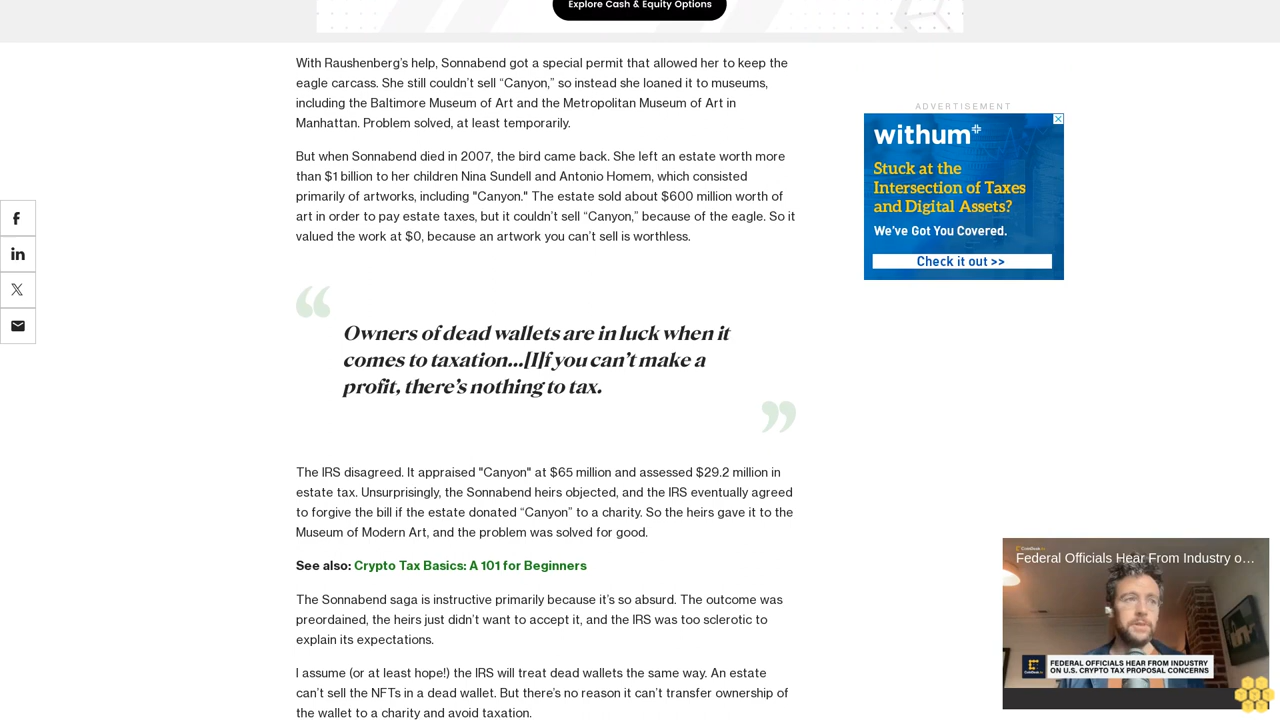 Explore Cash & Equity Options
With Raushenberg’s help, Sonnabend got a special permit that allowed her to keep the
eagle carcass. She still couldn’t sell “Canyon,” so instead she loaned it to museums,
including the Baltimore Museum of Art and the Metropolitan Museum of Art in
Manhattan. Problem solved, at least temporarily.
But when Sonnabend died in 2007, the bird came back. She left an estate worth more
than $1 billion to her children Nina Sundell and Antonio Homem, which consisted
primarily of artworks, including "Canyon." The estate sold about $600 million worth of
art in order to pay estate taxes, but it couldn’t sell “Canyon,” because of the eagle. So it
valued the work at $0, because an artwork you can’t sell is worthless.
“
Owners of dead wallets are in luck when it
comes to taxation...[I]f you can’t make a
profit, there’s nothing to tax.
”
The IRS disagreed. It appraised "Canyon" at $65 million and assessed $29.2 million in
estate tax. Unsurprisingly, the Sonnabend heirs objected, and the IRS eventually agreed
to forgive the bill if the estate donated “Canyon” to a charity. So the heirs gave it to the
Museum of Modern Art, and the problem was solved for good.
See also: Crypto Tax Basics: A 101 for Beginners
The Sonnabend saga is instructive primarily because it’s so absurd. The outcome was
preordained, the heirs just didn’t want to accept it, and the IRS was too sclerotic to
explain its expectations.
I assume (or at least hope!) the IRS will treat dead wallets the same way. An estate
can’t sell the NFTs in a dead wallet. But there’s no reason it can’t transfer ownership of
the wallet to a charity and avoid taxation.
ADVERTISEMENT
withum
Stuck at the
Intersection of Taxes
and Digital Assets?
We’ve Got You Covered.
Check it out >>
Federal Officials Hear From Industry o…
FEDERAL OFFICIALS HEAR FROM INDUSTRY
ON U.S. CRYPTO TAX PROPOSAL CONCERNS